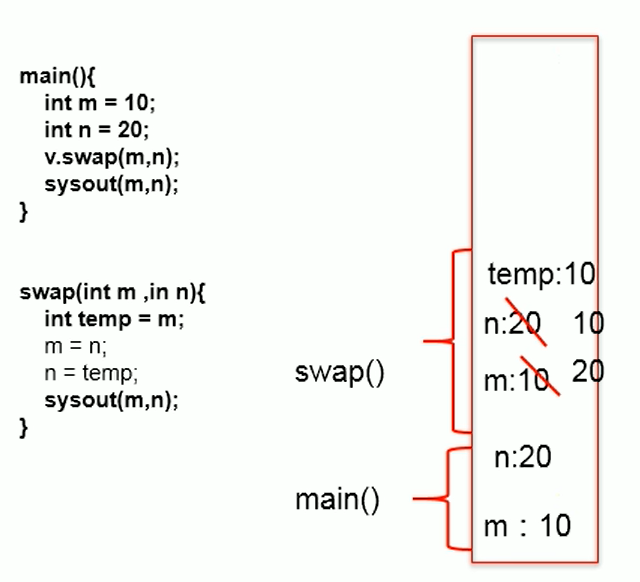 main(){
int m = 10;
int n = 20;
v.swap(m,n);
sysout(m,n);
}
swap(int m ,in n){
int temp = m;
m = n;
n = temp;
sysout(m,n);
}
swap()
main()
temp:10
n:20 10
m:10 20
n:20
m : 10